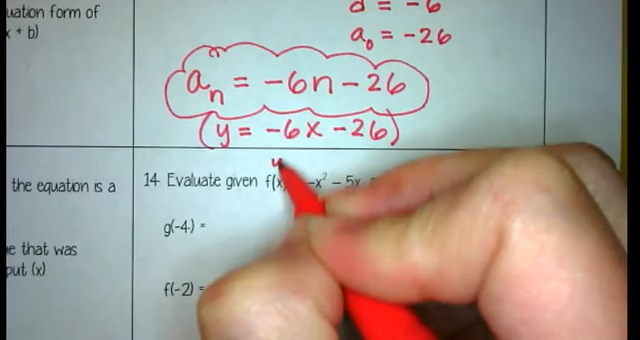 uation form of
x + b)
d = -6
a₀ = -26
aₙ = -6n - 26
(y = -6x - 26)
the equation is a
14. Evaluate given f(x) -x² - 5x
g(-4) =
e that was
put (x)
f(-2) =